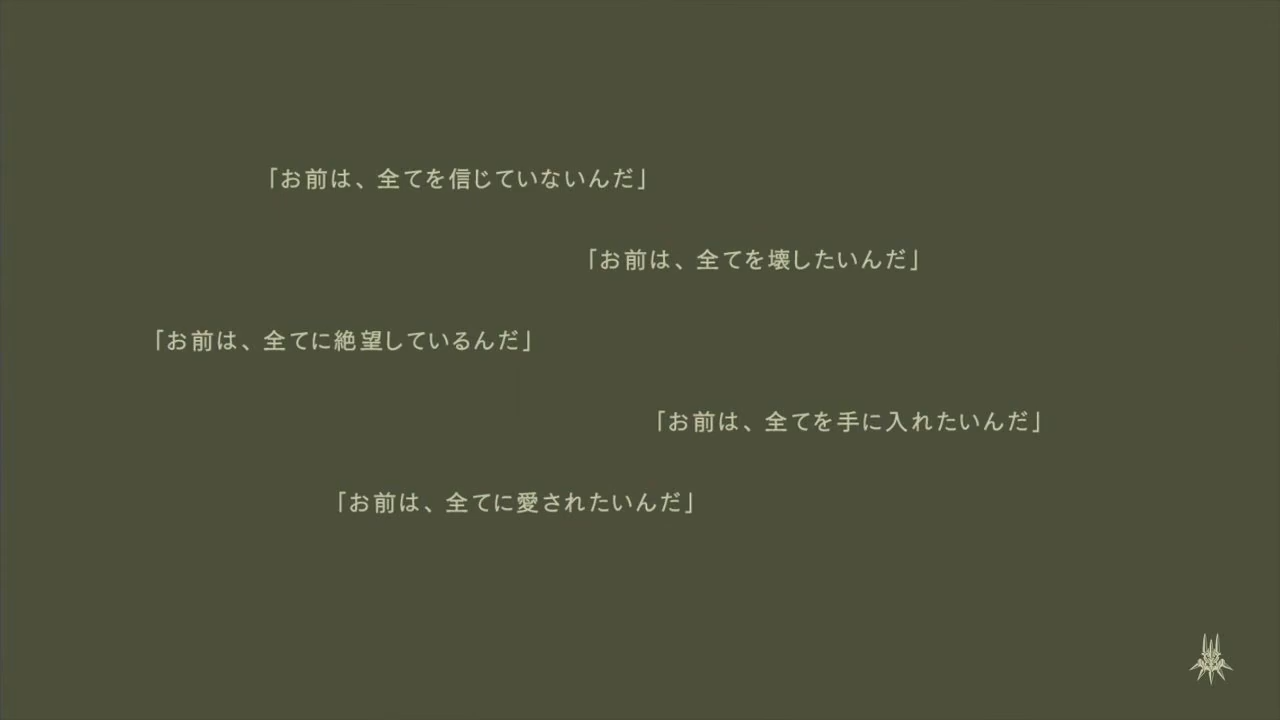 「お前は、全てを信じていないんだ」
「お前は、全てを壊したいんだ」
「お前は、全てに絶望しているんだ」
「お前は、全てを手に入れたいんだ」
「お前は、全てに愛されたいんだ」